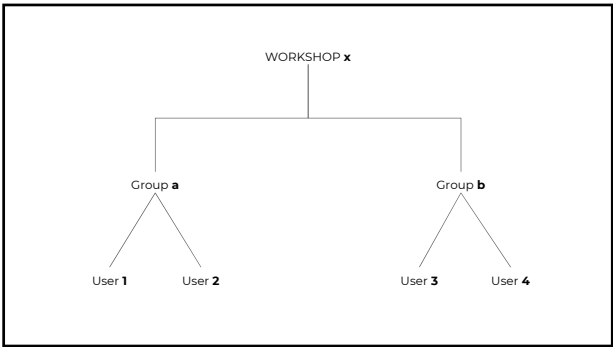 WORKSHOP x
Group a
Group b
User 1
User 2
User 3
User 4